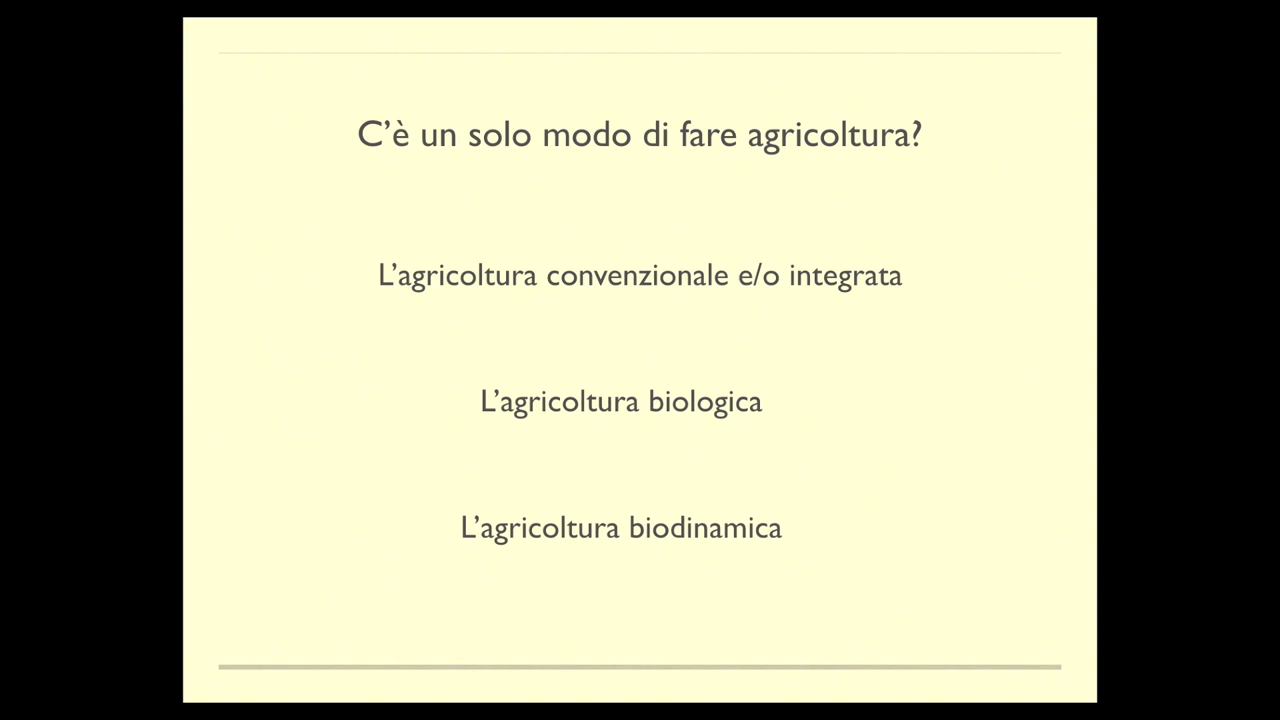 C’è un solo modo di fare agricoltura?
L’agricoltura convenzionale e/o integrata
L’agricoltura biologica
L’agricoltura biodinamica